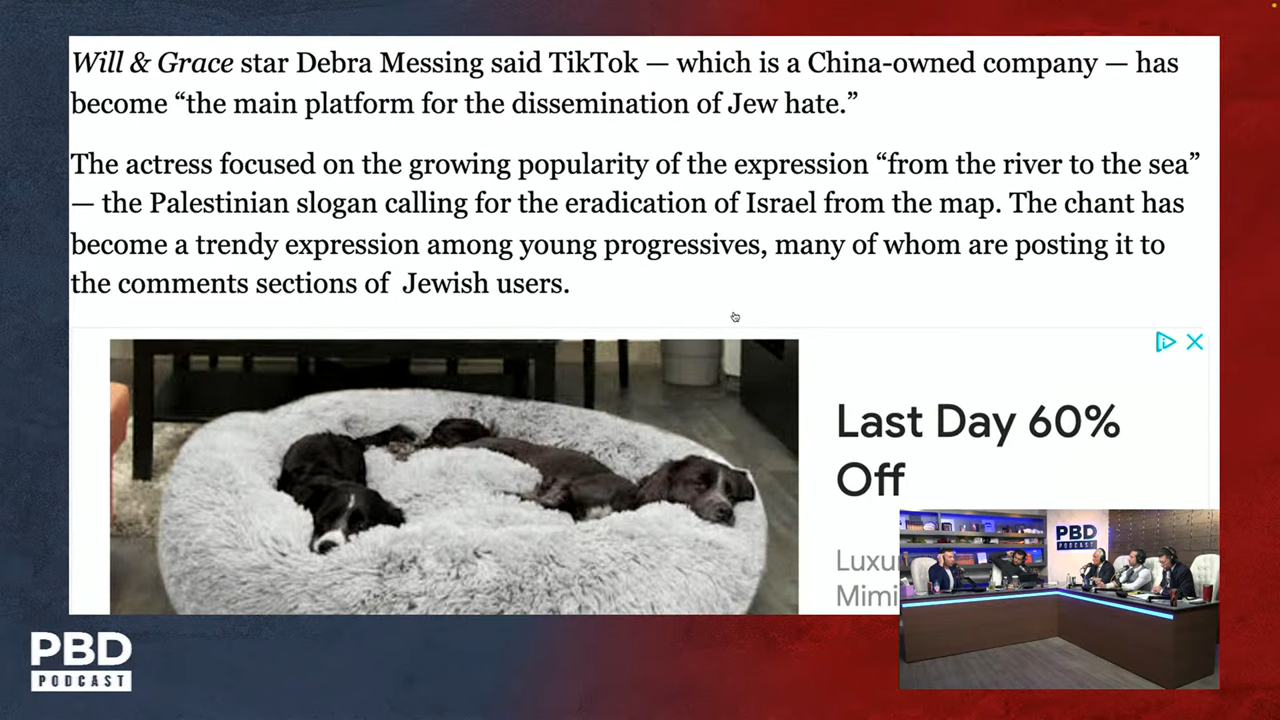 Will & Grace star Debra Messing said TikTok — which is a China-owned company — has
become “the main platform for the dissemination of Jew hate.”
The actress focused on the growing popularity of the expression “from the river to the sea”
— the Palestinian slogan calling for the eradication of Israel from the map. The chant has
become a trendy expression among young progressives, many of whom are posting it to
the comments sections of  Jewish users.
Last Day 60%
Off
Luxu
Mimi
PBD
PODCAST
PBD
PODCAST